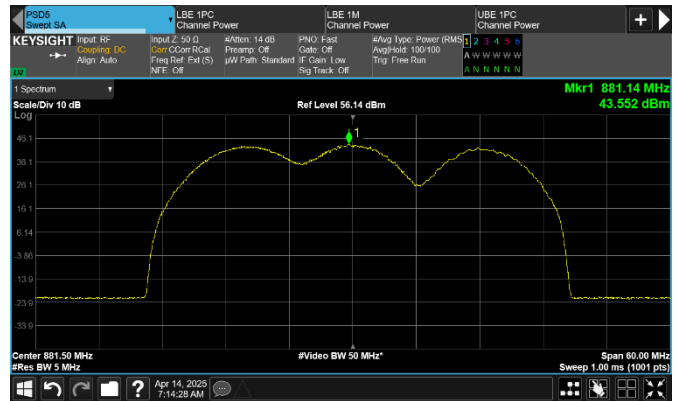 PSD5
Swept SA
LBE 1PC
Channel Power
LBE 1M
Channel Power
UBE 1PC
Channel Power
KEYSIGHT
Input: RF
Coupling: DC
Align: Auto
Input Z: 50 Ω
Corr CCorr RCal
Freq Ref: Ext (S)
NFE: Off
#Atten: 14 dB
Preamp: Off
µW Path: Standard
PNO: Fast
Gate: Off
IF Gain: Low
Sig Track: Off
#Avg Type: Power (RMS)
Avg|Hold: 100/100
Trig: Free Run
1 2 3 4 5 6
A W W W W W
A N N N N N
LXI
1 Spectrum
Scale/Div 10 dB
Log
Ref Level 56.14 dBm
Mkr1 881.14 MHz
43.552 dBm
1
46.1
36.1
26.1
16.1
6.14
-3.86
-13.9
-23.9
-33.9
Center 881.50 MHz
#Res BW 5 MHz
#Video BW 50 MHz*
Span 60.00 MHz
Sweep 1.00 ms (1001 pts)
?
Apr 14, 2025
7:14:28 AM